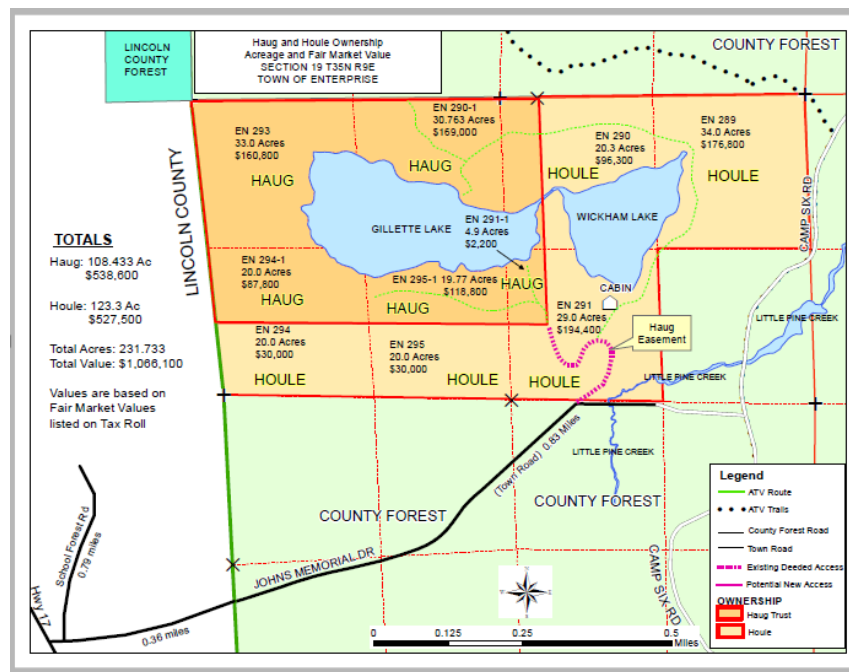 LINCOLN
COUNTY
FOREST
Haug and Houle Ownership
Acreage and Fair Market Value
SECTION 19 T35N R9E
TOWN OF ENTERPRISE
COUNTY FOREST
EN 293
33.0 Acres
$160,800
HAUG
EN 290-1
30.763 Acres
$169,000
HAUG
EN 290
20.3 Acres
$96,300
HOULE
EN 289
34.0 Acres
$176,800
HOULE
LINCOLN COUNTY
CAMP SIX RD
GILLETTE LAKE
EN 291-1
4.9 Acres
$2,200
WICKHAM LAKE
TOTALS
Haug: 108.433 Ac
$538,600
Houle: 123.3 Ac
$527,500
Total Acres: 231.733
Total Value: $1,066,100
Values are based on
Fair Market Values
listed on Tax Roll
EN 294-1
20.0 Acres
$87,800
HAUG
EN 295-1 19.77 Acres
$118,800
HAUG
HAUG
CABIN
EN 291
29.0 Acres
$194,400
Haug
Easement
LITTLE PINE CREEK
EN 294
20.0 Acres
$30,000
HOULE
EN 295
20.0 Acres
$30,000
HOULE
HOULE
LITTLE PINE CREEK
(Town Road) 0.83 Miles
LITTLE PINE CREEK
COUNTY FOREST
COUNTY FOREST
School Forest Rd
0.79 miles
JOHNS MEMORIAL DR
CAMP SIX RD
Hwy 17
0.36 miles
Legend
ATV Route
ATV Trails
County Forest Road
Town Road
Existing Deeded Access
Potential New Access
OWNERSHIP
Haug Trust
Houle
N
0 0.125 0.25 0.5
Miles